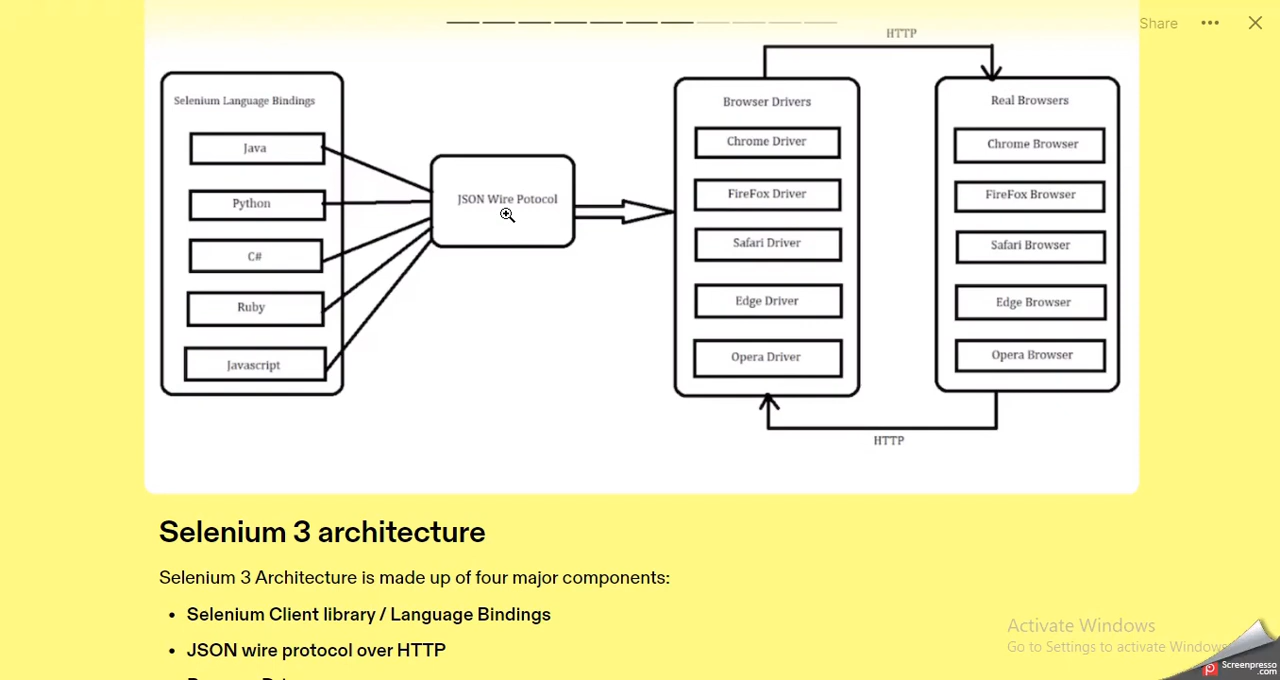 Share
HTTP
Selenium Language Bindings
Java
Python
C#
Ruby
Javascript
JSON Wire Potocol
Browser Drivers
Chrome Driver
FireFox Driver
Safari Driver
Edge Driver
Opera Driver
Real Browsers
Chrome Browser
FireFox Browser
Safari Browser
Edge Browser
Opera Browser
HTTP
Selenium 3 architecture
Selenium 3 Architecture is made up of four major components:
• Selenium Client library / Language Bindings
• JSON wire protocol over HTTP
Activate Windows
Go to Settings to activate Windows
Screenpresso
.com